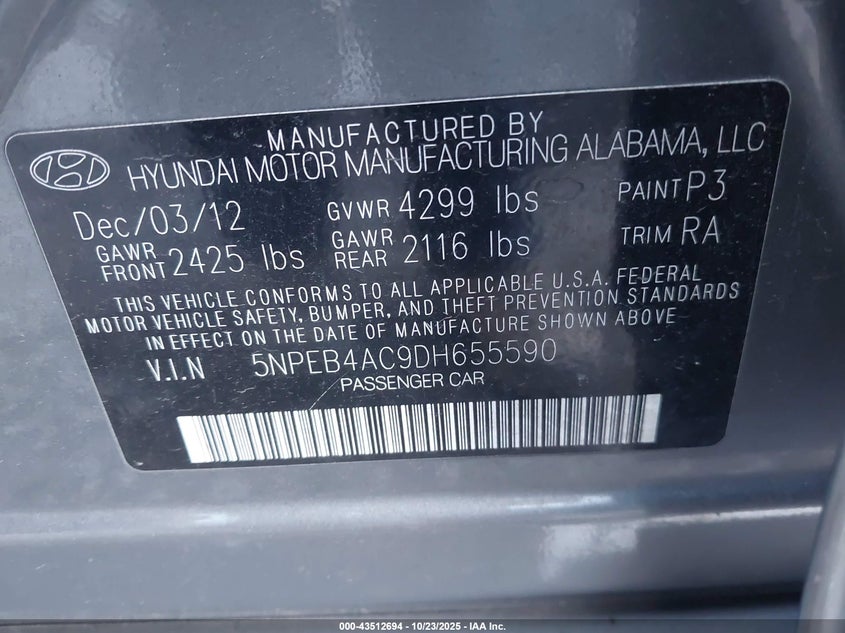 MANUFACTURED BY
HYUNDAI MOTOR MANUFACTURING ALABAMA, LLC
Dec/03/12 GVWR 4299 lbs PAINT P3
GAWR FRONT 2425 lbs GAWR REAR 2116 lbs TRIM RA
THIS VEHICLE CONFORMS TO ALL APPLICABLE U.S.A. FEDERAL
MOTOR VEHICLE SAFETY, BUMPER, AND THEFT PREVENTION STANDARDS
IN EFFECT ON THE DATE OF MANUFACTURE SHOWN ABOVE
V.I.N 5NPEB4AC9DH655590
PASSENGER CAR
000-43512694 - 10/23/2025 - IAA Inc.